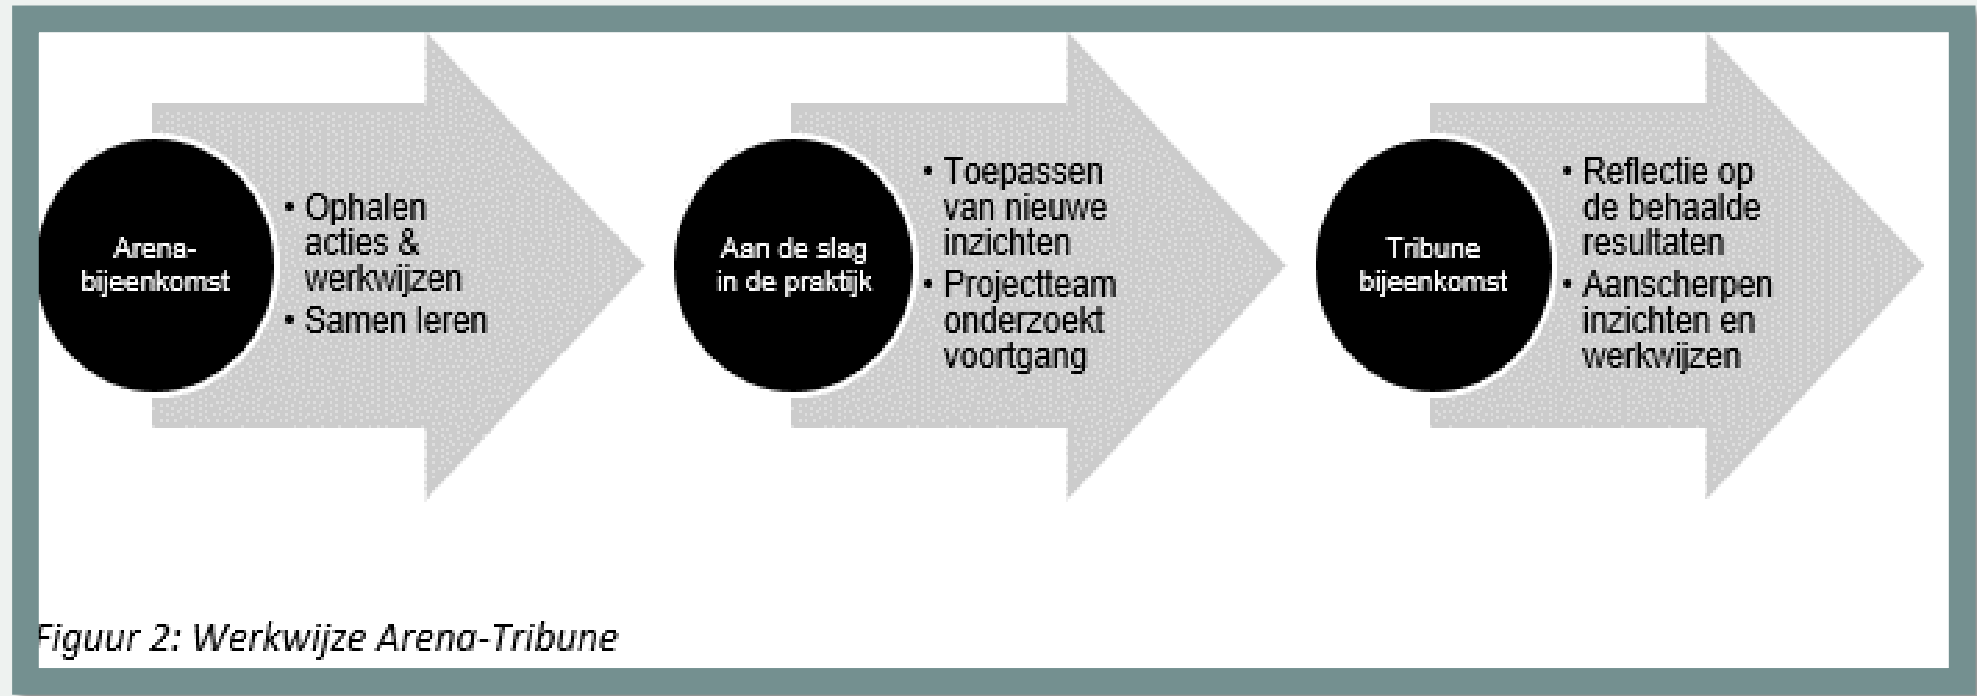 Arena-
bijeenkomst
• Ophalen
acties &
werkwijzen
• Samen leren
Aan de slag
in de praktijk
• Toepassen
van nieuwe
inzichten
• Projectteam
onderzoekt
voortgang
Tribune
bijeenkomst
• Reflectie op
de behaalde
resultaten
• Aanscherpen
inzichten en
werkwijzen
Figuur 2: Werkwijze Arena-Tribune